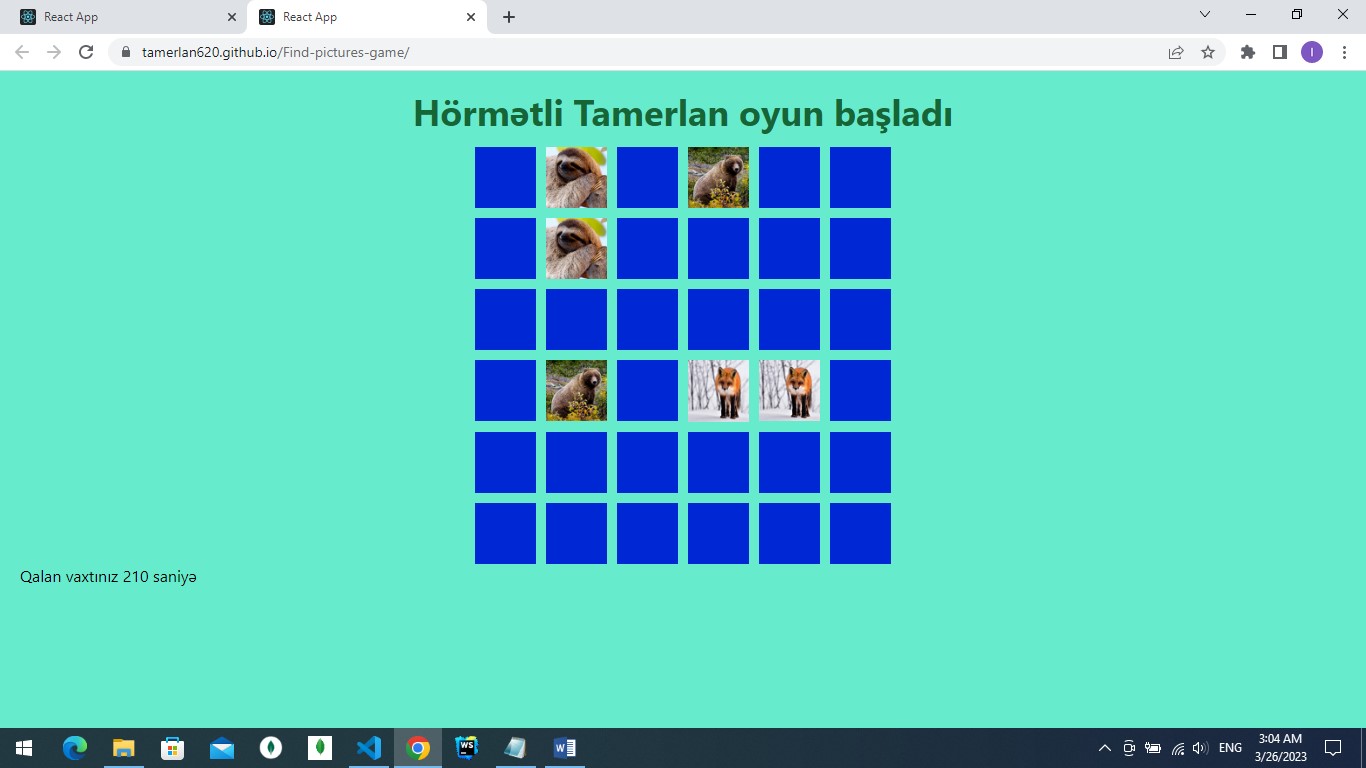 React App
React App
tamerlan620.github.io/Find-pictures-game/
I
Hörmətli Tamerlan oyun başladı
Qalan vaxtınız 210 saniyə
WS
W
ENG
3:04 AM
3/26/2023